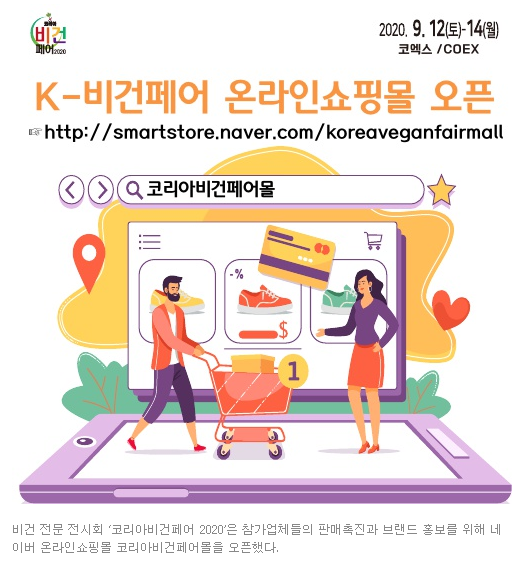 코리아
비건
페어2020
2020. 9. 12(토)-14(월)
코엑스 /COEX
K-비건페어 온라인쇼핑몰 오픈
☞http://smartstore.naver.com/koreaveganfairmall
코리아비건페어몰
-%
$
1
비건 전문 전시회 '코리아비건페어 2020'은 참가업체들의 판매촉진과 브랜드 홍보를 위해 네
이버 온라인쇼핑몰 코리아비건페어몰을 오픈했다.